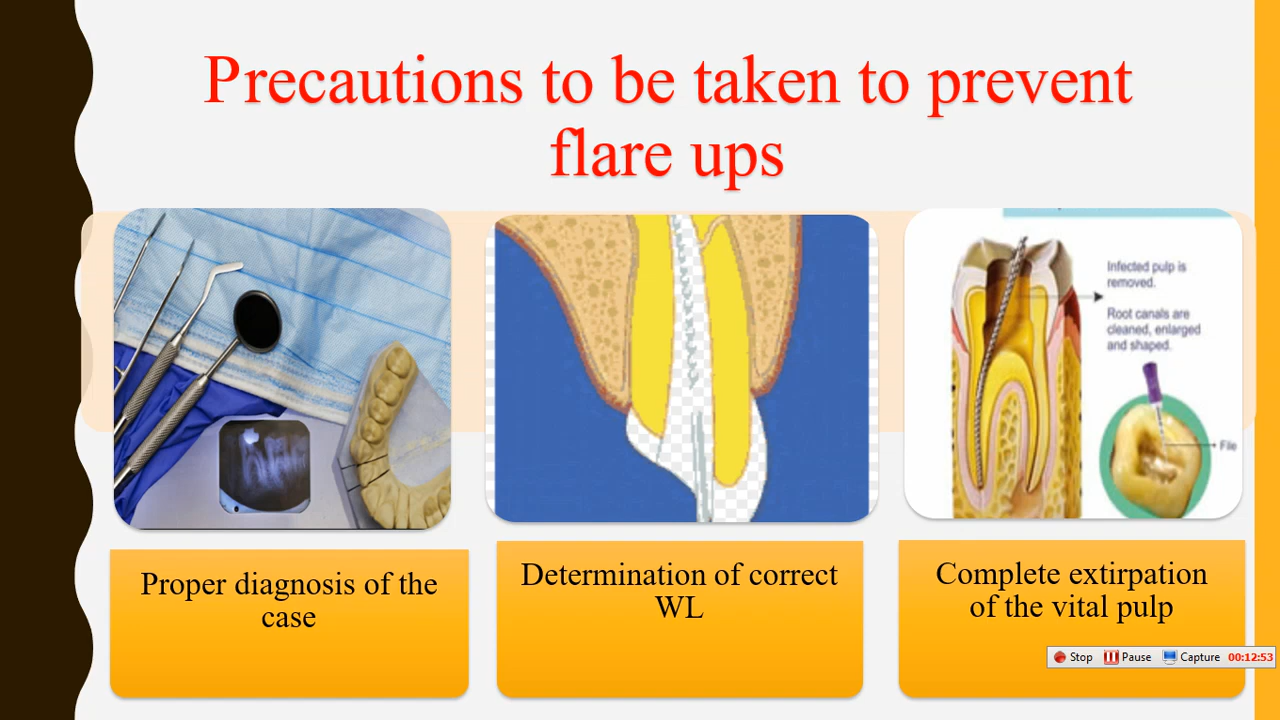 Precautions to be taken to prevent
flare ups
Infected pulp is
removed.
Root canals are
cleaned, enlarged
and shaped.
File
Proper diagnosis of the
case
Determination of correct
WL
Complete extirpation
of the vital pulp
Stop Pause Capture 00:12:53